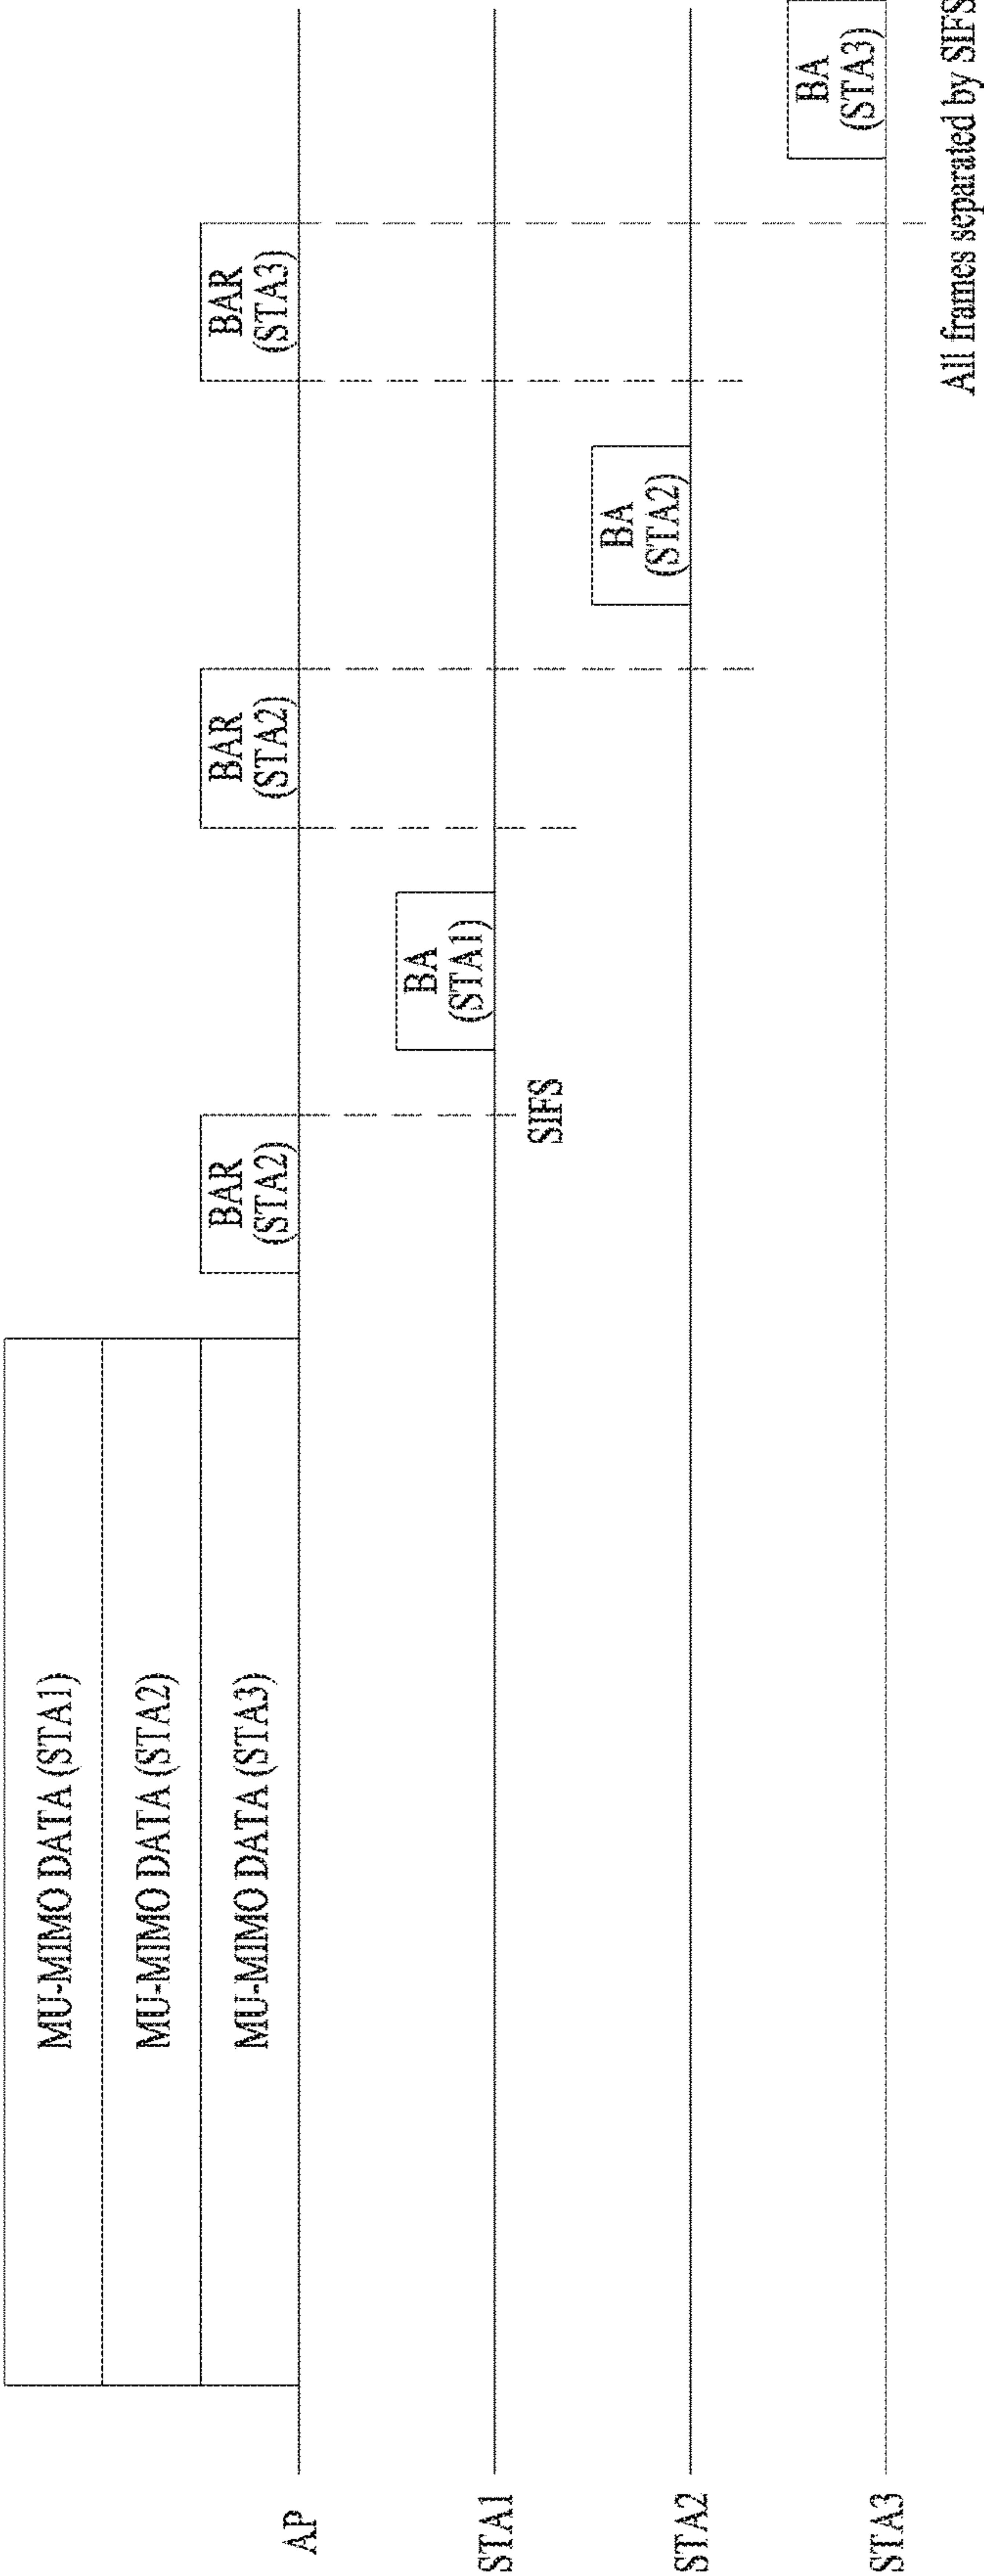 MU-MIMO DATA (STA1)
MU-MIMO DATA (STA2)
MU-MIMO DATA (STA3)
BAR
(STA2)
BAR
(STA2)
BAR
(STA3)
AP
BA
(STA1)
STA1
SIFS
BA
(STA2)
STA2
BA
(STA3)
STA3
All frames separated by SIFS